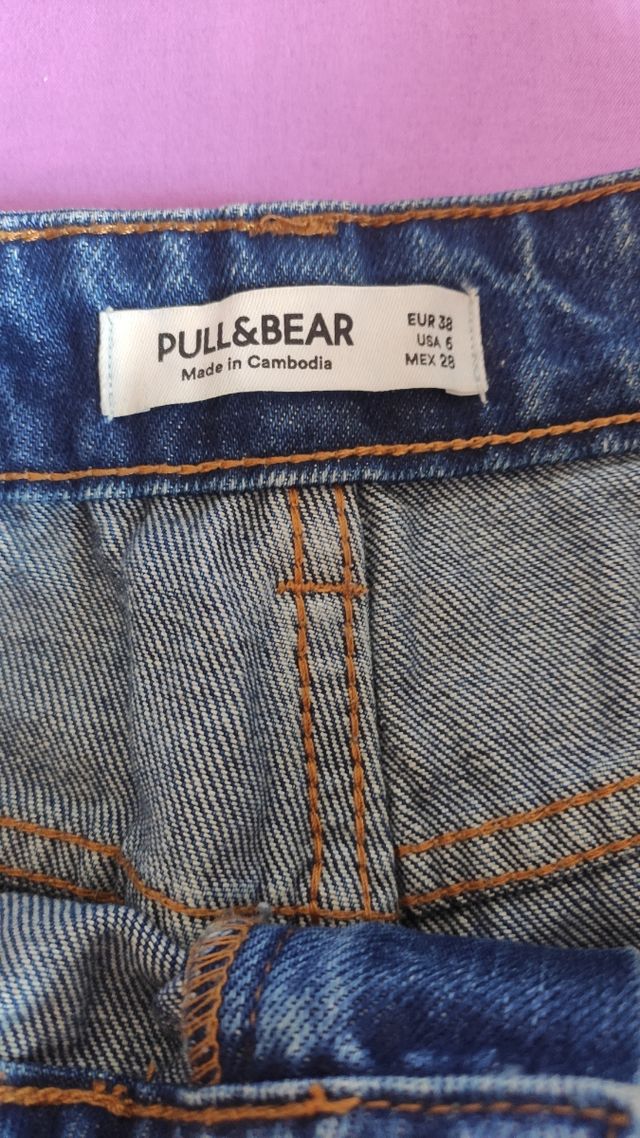 PULL&BEAR
Made in Cambodia
EUR 38
USA 6
MEX 28